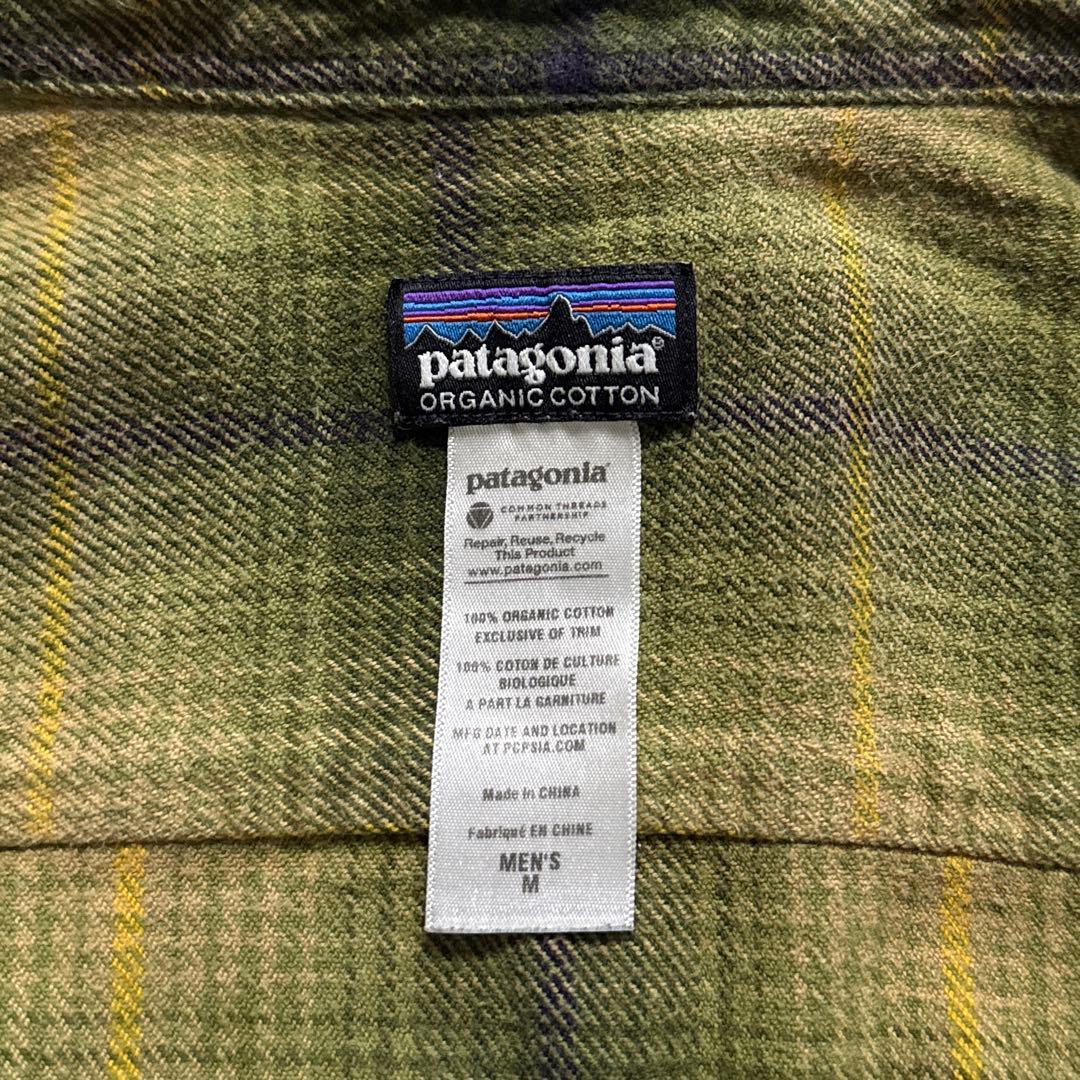 patagonia®
ORGANIC COTTON
patagonia®
COMMON THREADS
PARTNERSHIP
Repair, Reuse, Recycle
This Product
www.patagonia.com
100% ORGANIC COTTON
EXCLUSIVE OF TRIM
100% COTON DE CULTURE
BIOLOGIQUE
A PART LA GARNITURE
MFG DATE AND LOCATION
AT PCPSIA.COM
Made in CHINA
Fabriqué EN CHINE
MEN'S
M